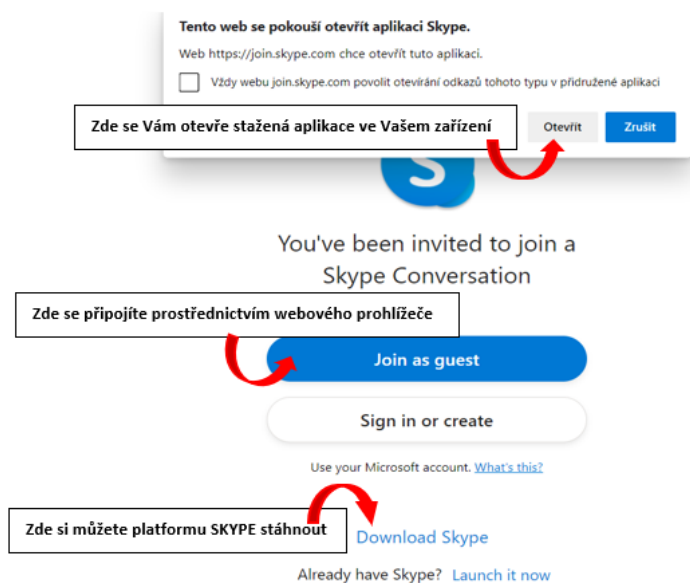 Tento web se pokouší otevřít aplikaci Skype.
Web https://join.skype.com chce otevřít tuto aplikaci.
Vždy webu join.skype.com povolit otevírání odkazů tohoto typu v přidružené aplikaci
Zde se Vám otevře stažená aplikace ve Vašem zařízení
Otevřít
Zrušit
S
You've been invited to join a
Skype Conversation
Zde se připojíte prostřednictvím webového prohlížeče
Join as guest
Sign in or create
Use your Microsoft account. What's this?
Zde si můžete platformu SKYPE stáhnout
Download Skype
Already have Skype? Launch it now